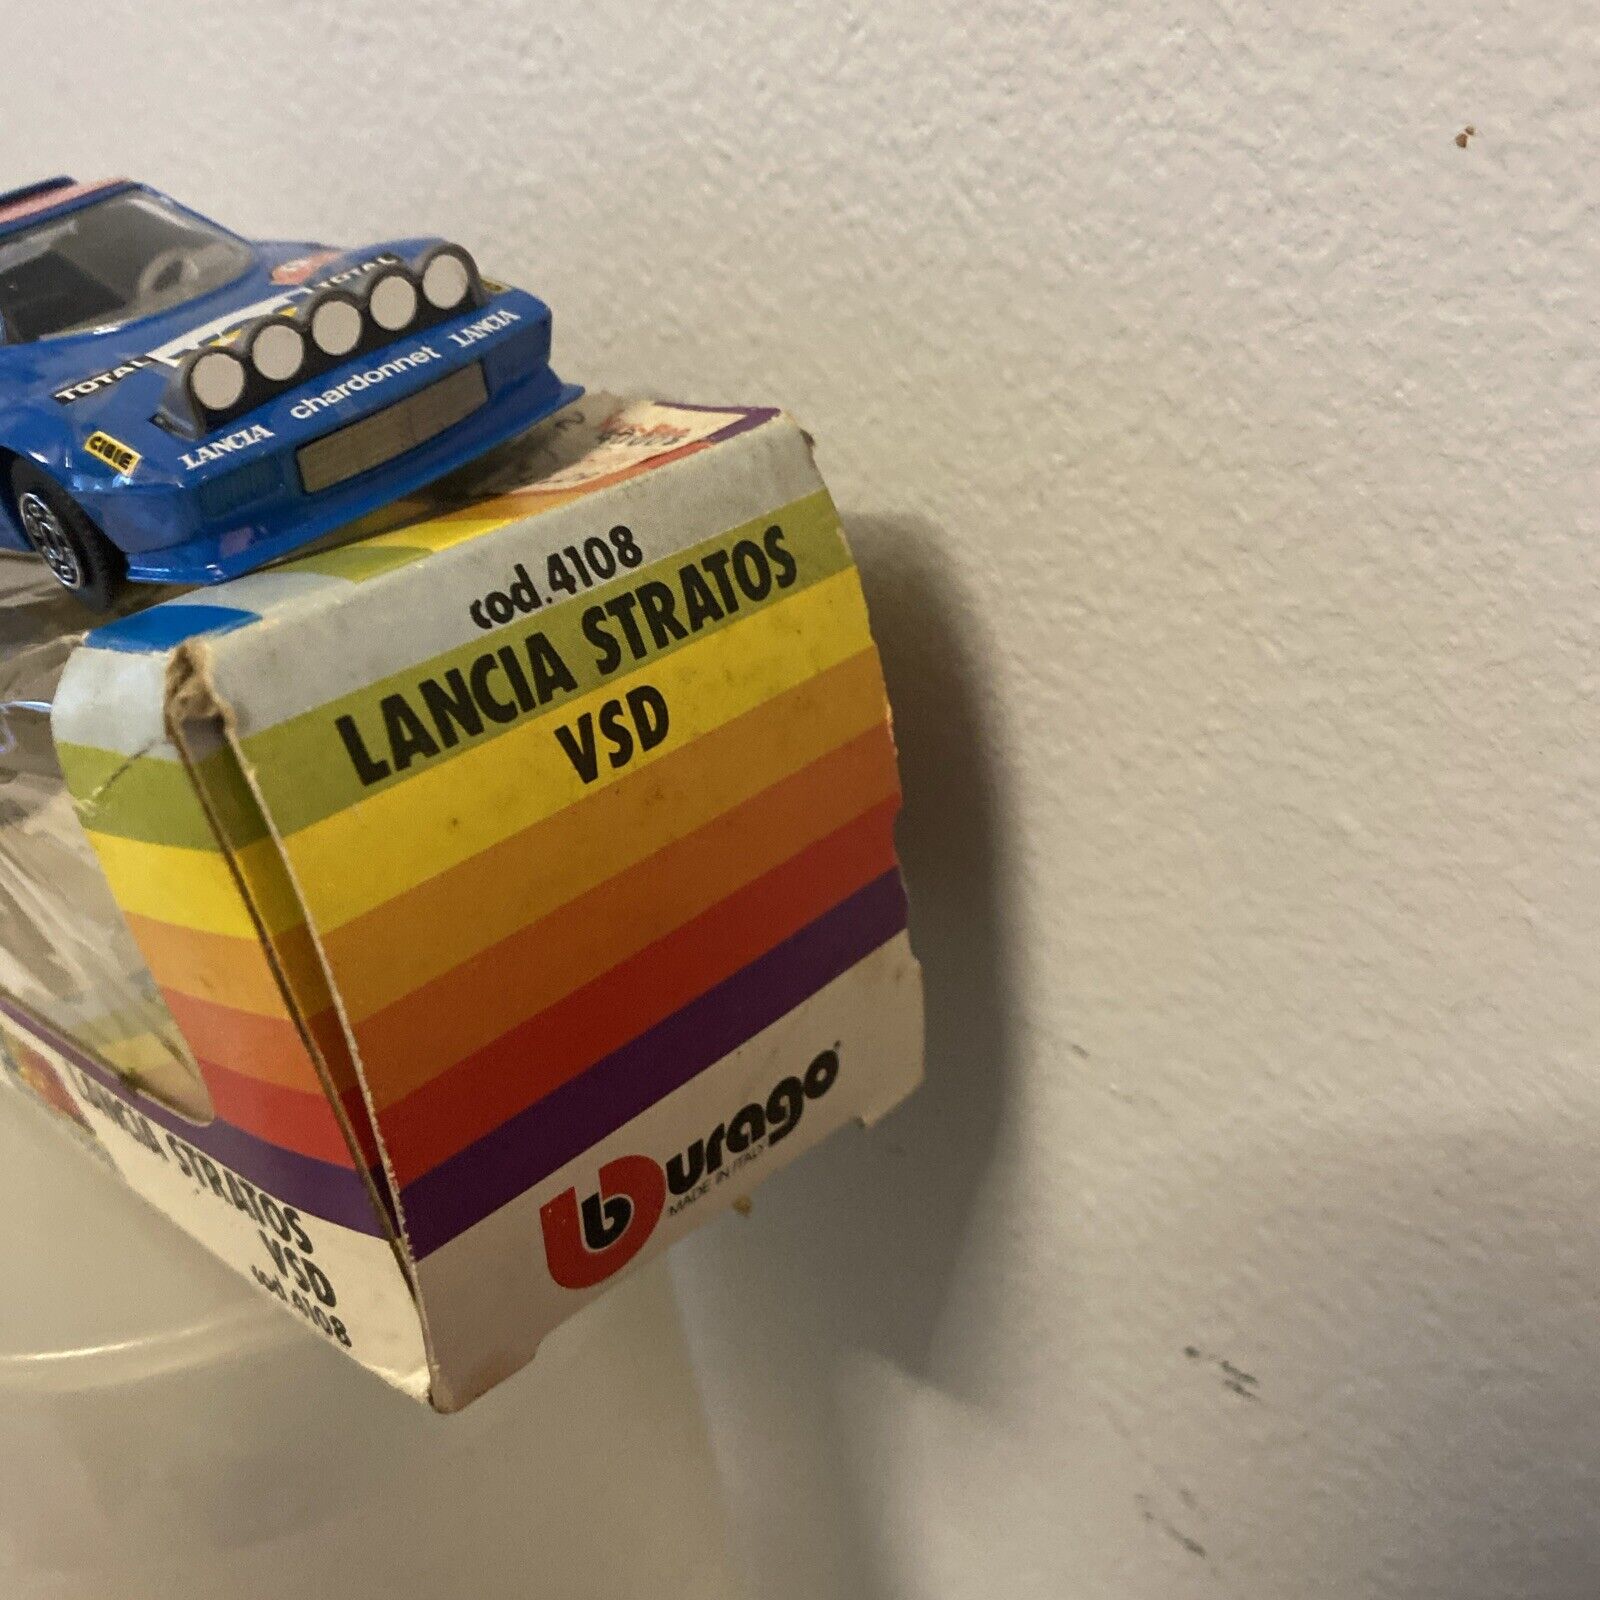 TOTAL
TOTAL
LANCIA
chardonnet
LANCIA
CIBIE
cod.4108
LANCIA STRATOS
VSD
burago
MADE IN ITALY
LANCIA STRATOS
VSD
cod.4108